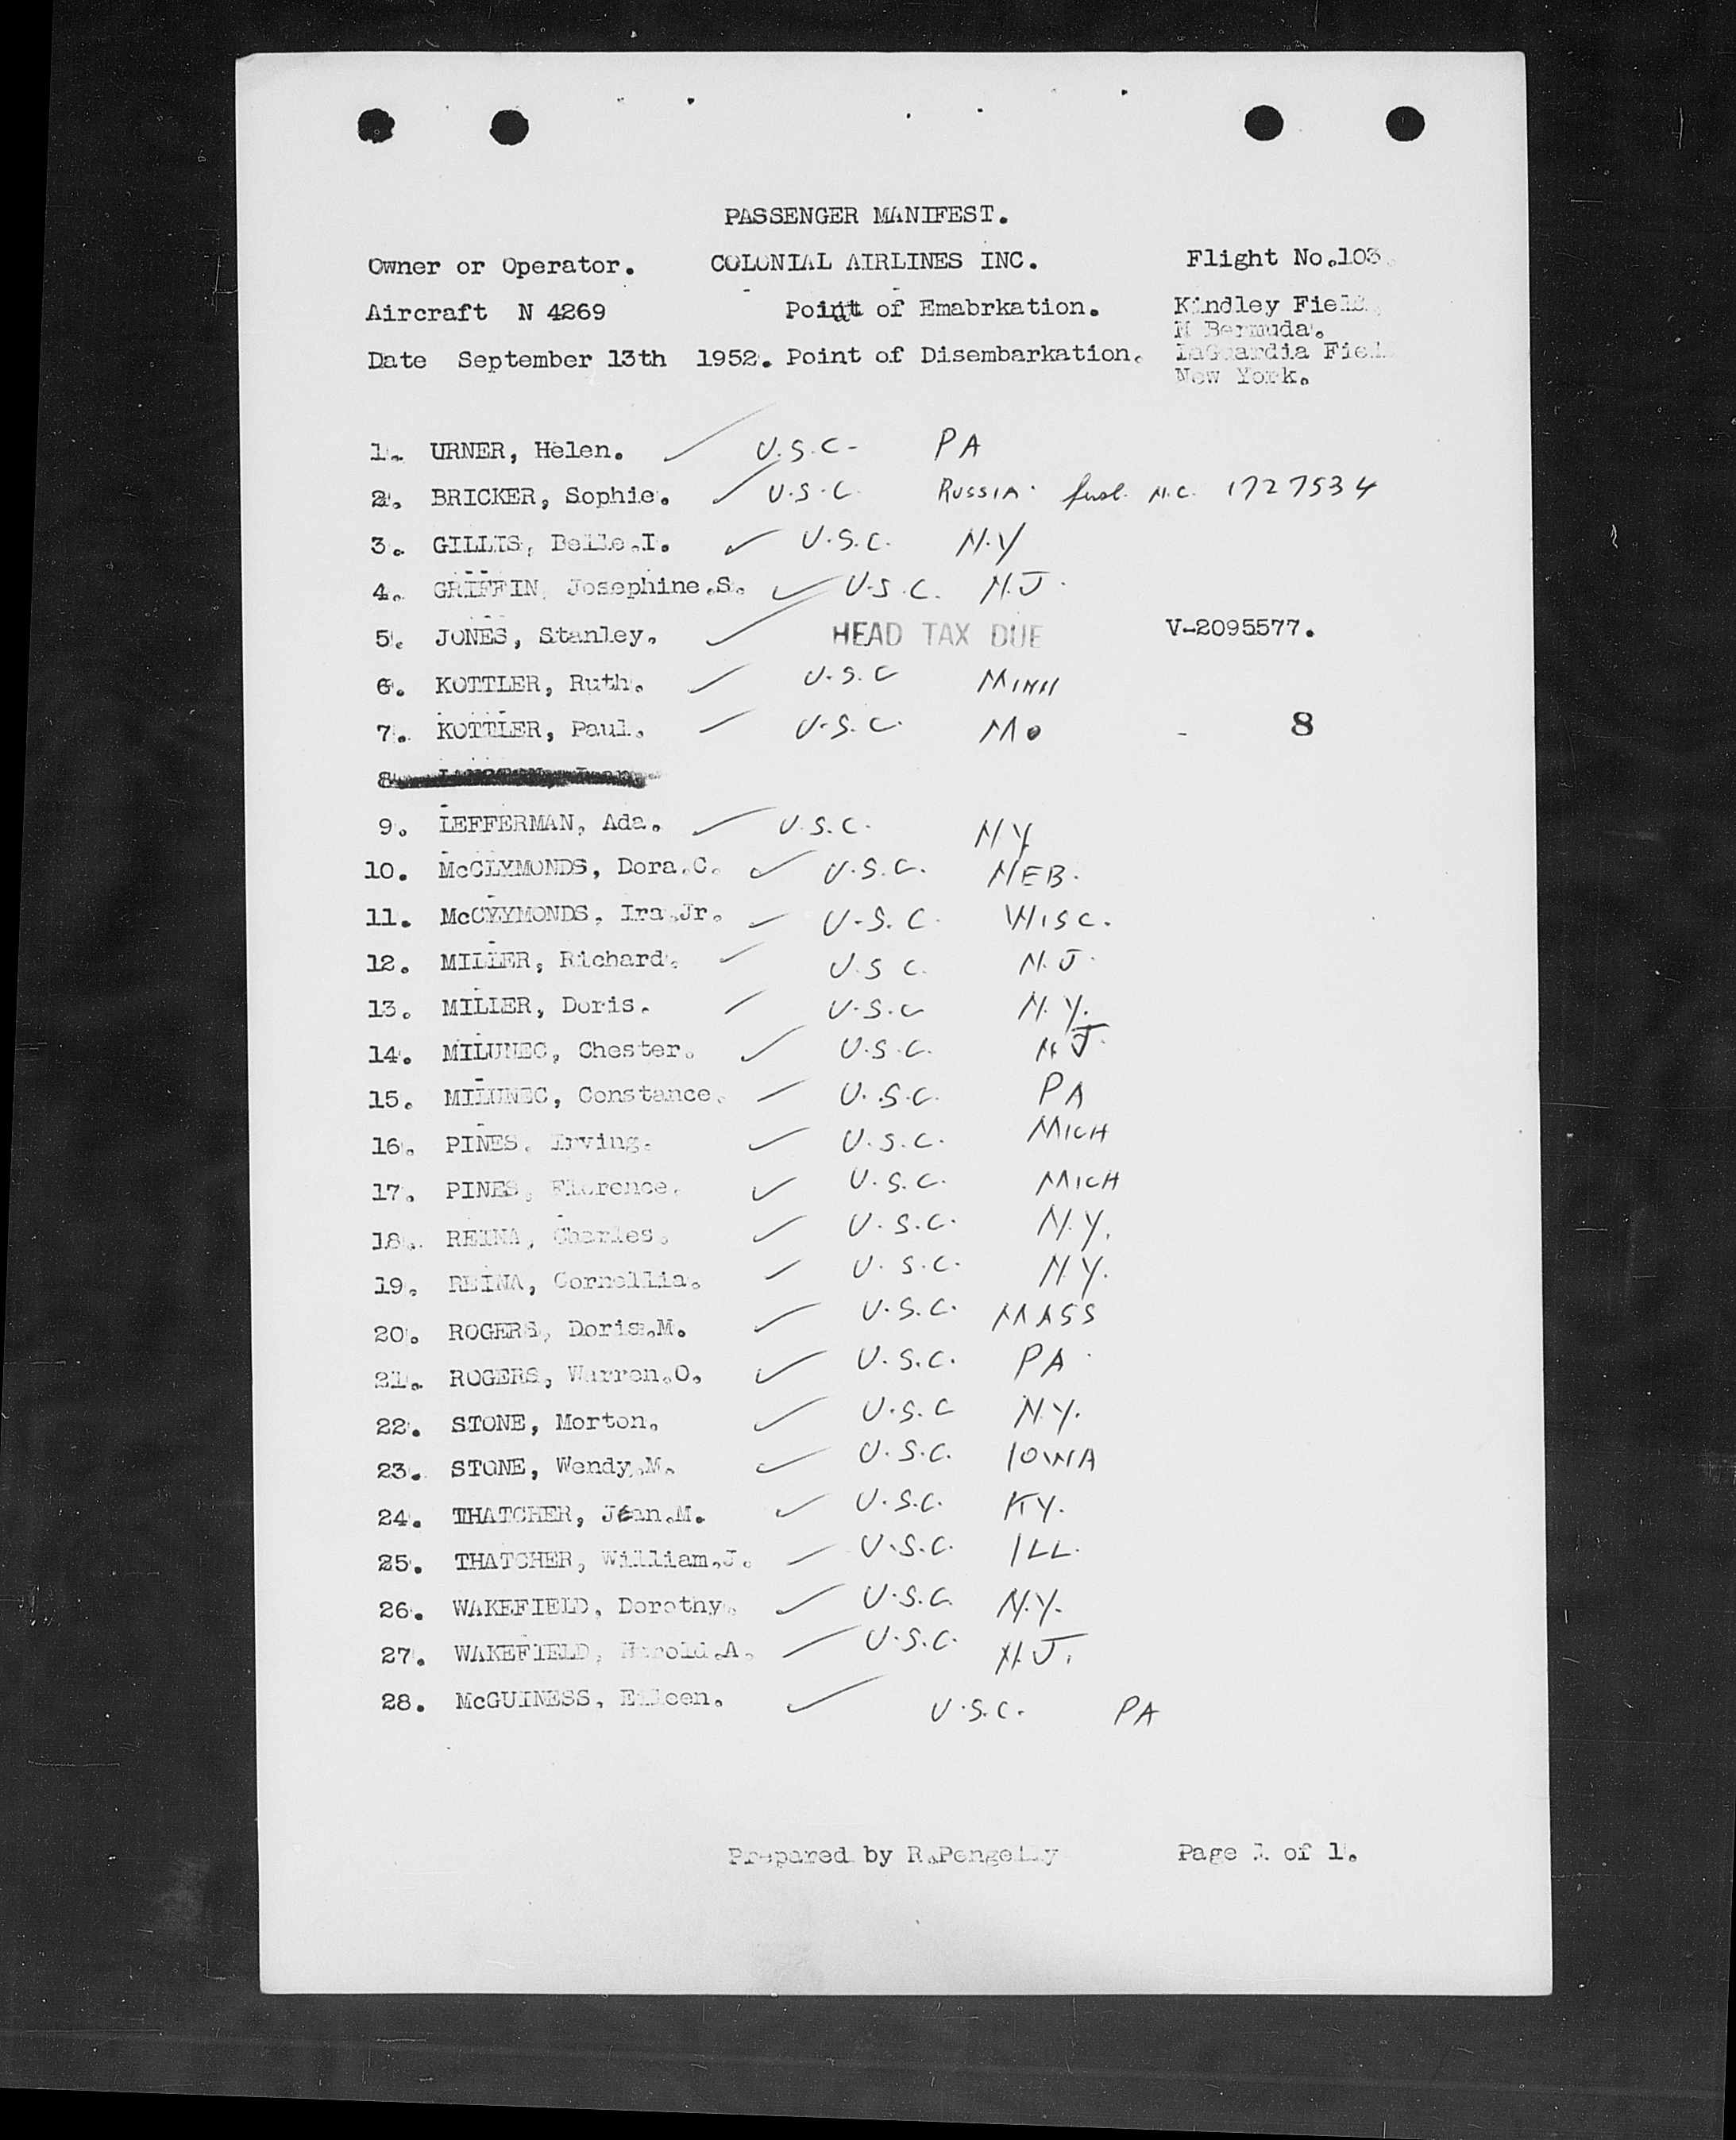 PASSENGER MANIFEST.
Owner or Operator. COLONIAL AIRLINES INC. Flight No.103.
Aircraft N 4269 Point of Emabrkation. Kindley Field,
Bermuda.
Date September 13th 1952. Point of Disembarkation. LaGuardia Field
New York.
1. URNER, Helen. U.S.C- PA
2. BRICKER, Sophie. U.S.C. RUSSIA. N.C. 1727534
3. GILLIS, Belle.I. U.S.C. N.Y
4. GRIFFIN, Josephine.S. U.S.C. N.J.
5. JONES, Stanley. HEAD TAX DUE V-2095577.
6. KOTTLER, Ruth. U.S.C MINN
7. KOTTLER, Paul. U.S.C. MO - 8
8.
9. LEFFERMAN, Ada. U.S.C. N.Y.
10. McCLYMONDS, Dora.C. U.S.C. NEB.
11. McCYYMONDS, Ira.Jr. U.S.C. WISC.
12. MILLER, Richard. U.S.C. N.J.
13. MILLER, Doris. U.S.C N.Y.
14. MILUNEC, Chester. U.S.C. N.J.
15. MILUNEC, Constance. U.S.C. PA
16. PINES, Irving. U.S.C. MICH
17. PINES, Florence. U.S.C. MICH
18. REINA, Charles. U.S.C. N.Y.
19. REINA, Cornellia. U.S.C. N.Y.
20. ROGERS, Doris.M. U.S.C. MASS
21. ROGERS, Warren.O. U.S.C. PA.
22. STONE, Morton. U.S.C N.Y.
23. STONE, Wendy.M. U.S.C. IOWA
24. THATCHER, Jean.M. U.S.C. KY.
25. THATCHER, William.J. U.S.C. ILL.
26. WAKEFIELD, Dorothy. U.S.C. N.Y.
27. WAKEFIELD, Harold.A. U.S.C. N.J.
28. McGUINESS, Eileen. U.S.C. PA
Prepared by R.Pengelly Page 1 of 1.